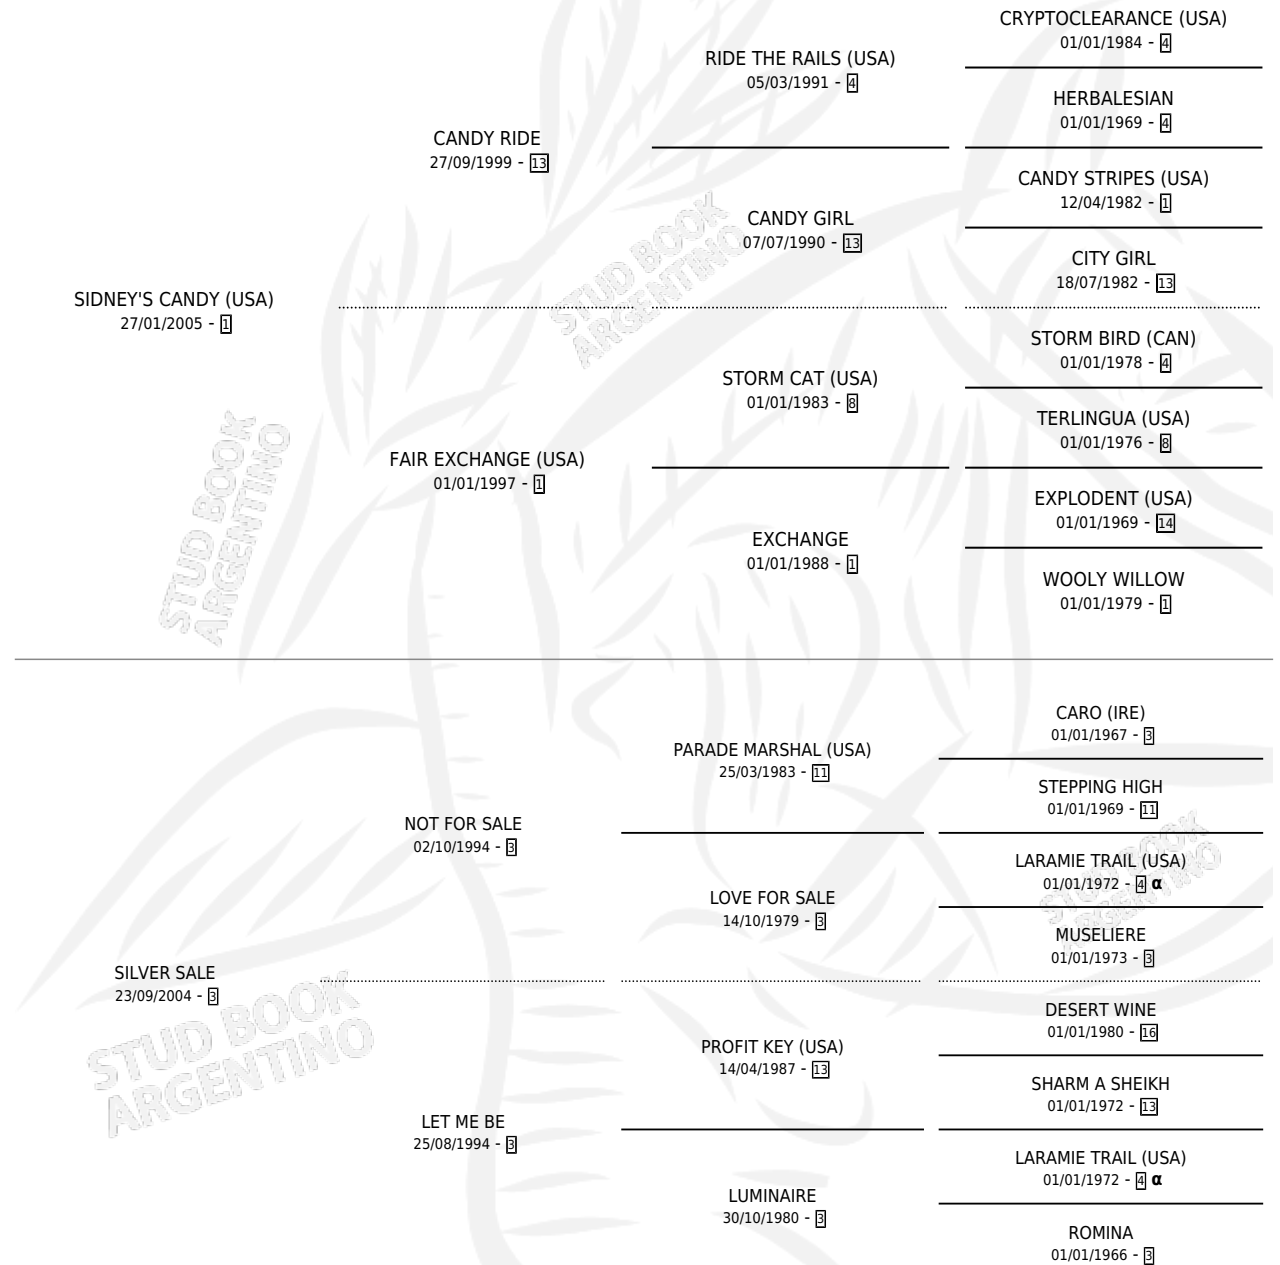 CRYPTOCLEARANCE (USA)
01/01/1984 - 4
RIDE THE RAILS (USA)
05/03/1991 - 4
HERBALESIAN
01/01/1969 - 4
CANDY RIDE
27/09/1999 - 13
CANDY STRIPES (USA)
12/04/1982 - 1
CANDY GIRL
07/07/1990 - 13
CITY GIRL
18/07/1982 - 13
STUD BOOK
ARGENTINO
SIDNEY'S CANDY (USA)
27/01/2005 - 1
STORM BIRD (CAN)
01/01/1978 - 4
STORM CAT (USA)
01/01/1983 - 8
TERLINGUA (USA)
01/01/1976 - 8
FAIR EXCHANGE (USA)
01/01/1997 - 1
EXPLODENT (USA)
01/01/1969 - 14
EXCHANGE
01/01/1988 - 1
WOOLY WILLOW
01/01/1979 - 1
STUD BOOK
ARGENTINO
CARO (IRE)
01/01/1967 - 3
PARADE MARSHAL (USA)
25/03/1983 - 11
STEPPING HIGH
01/01/1969 - 11
NOT FOR SALE
02/10/1994 - 3
LARAMIE TRAIL (USA)
01/01/1972 - 4 α
LOVE FOR SALE
14/10/1979 - 3
MUSELIERE
01/01/1973 - 3
STUD BOOK
ARGENTINO
SILVER SALE
23/09/2004 - 3
DESERT WINE
01/01/1980 - 16
PROFIT KEY (USA)
14/04/1987 - 13
SHARM A SHEIKH
01/01/1972 - 13
LET ME BE
25/08/1994 - 3
LARAMIE TRAIL (USA)
01/01/1972 - 4 α
LUMINAIRE
30/10/1980 - 3
ROMINA
01/01/1966 - 3
STUD BOOK
ARGENTINO